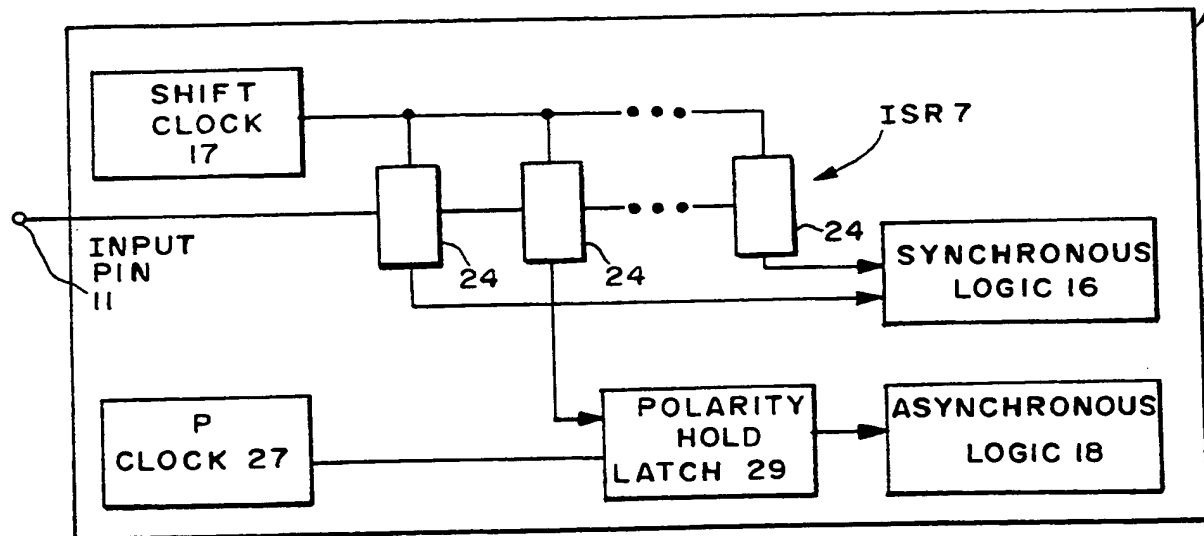 SHIFT
CLOCK
17
ISR 7
INPUT
PIN
11
24
24
24
SYNCHRONOUS
LOGIC 16
P
CLOCK 27
POLARITY
HOLD
LATCH 29
ASYNCHRONOUS
LOGIC 18